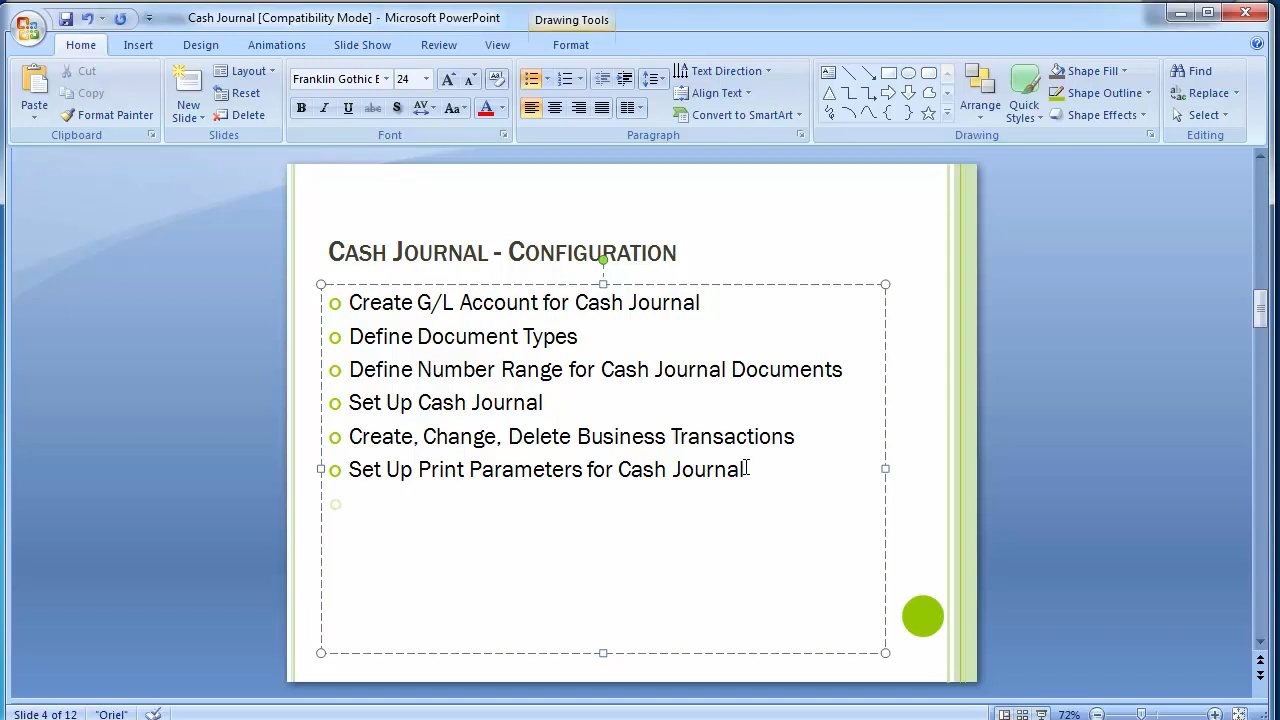 Cash Journal [Compatibility Mode] - Microsoft PowerPoint
Drawing Tools
Home Insert Design Animations Slide Show Review View Format
Paste
Cut
Copy
Format Painter
Clipboard
New Slide
Layout
Reset
Delete
Slides
Franklin Gothic E 24
B I U abc S AV Aa A
Font
Text Direction
Align Text
Convert to SmartArt
Paragraph
Arrange
Quick Styles
Shape Fill
Shape Outline
Shape Effects
Drawing
Find
Replace
Select
Editing
CASH JOURNAL - CONFIGURATION
Create G/L Account for Cash Journal
Define Document Types
Define Number Range for Cash Journal Documents
Set Up Cash Journal
Create, Change, Delete Business Transactions
Set Up Print Parameters for Cash Journal
Slide 4 of 12 "Oriel" 72%